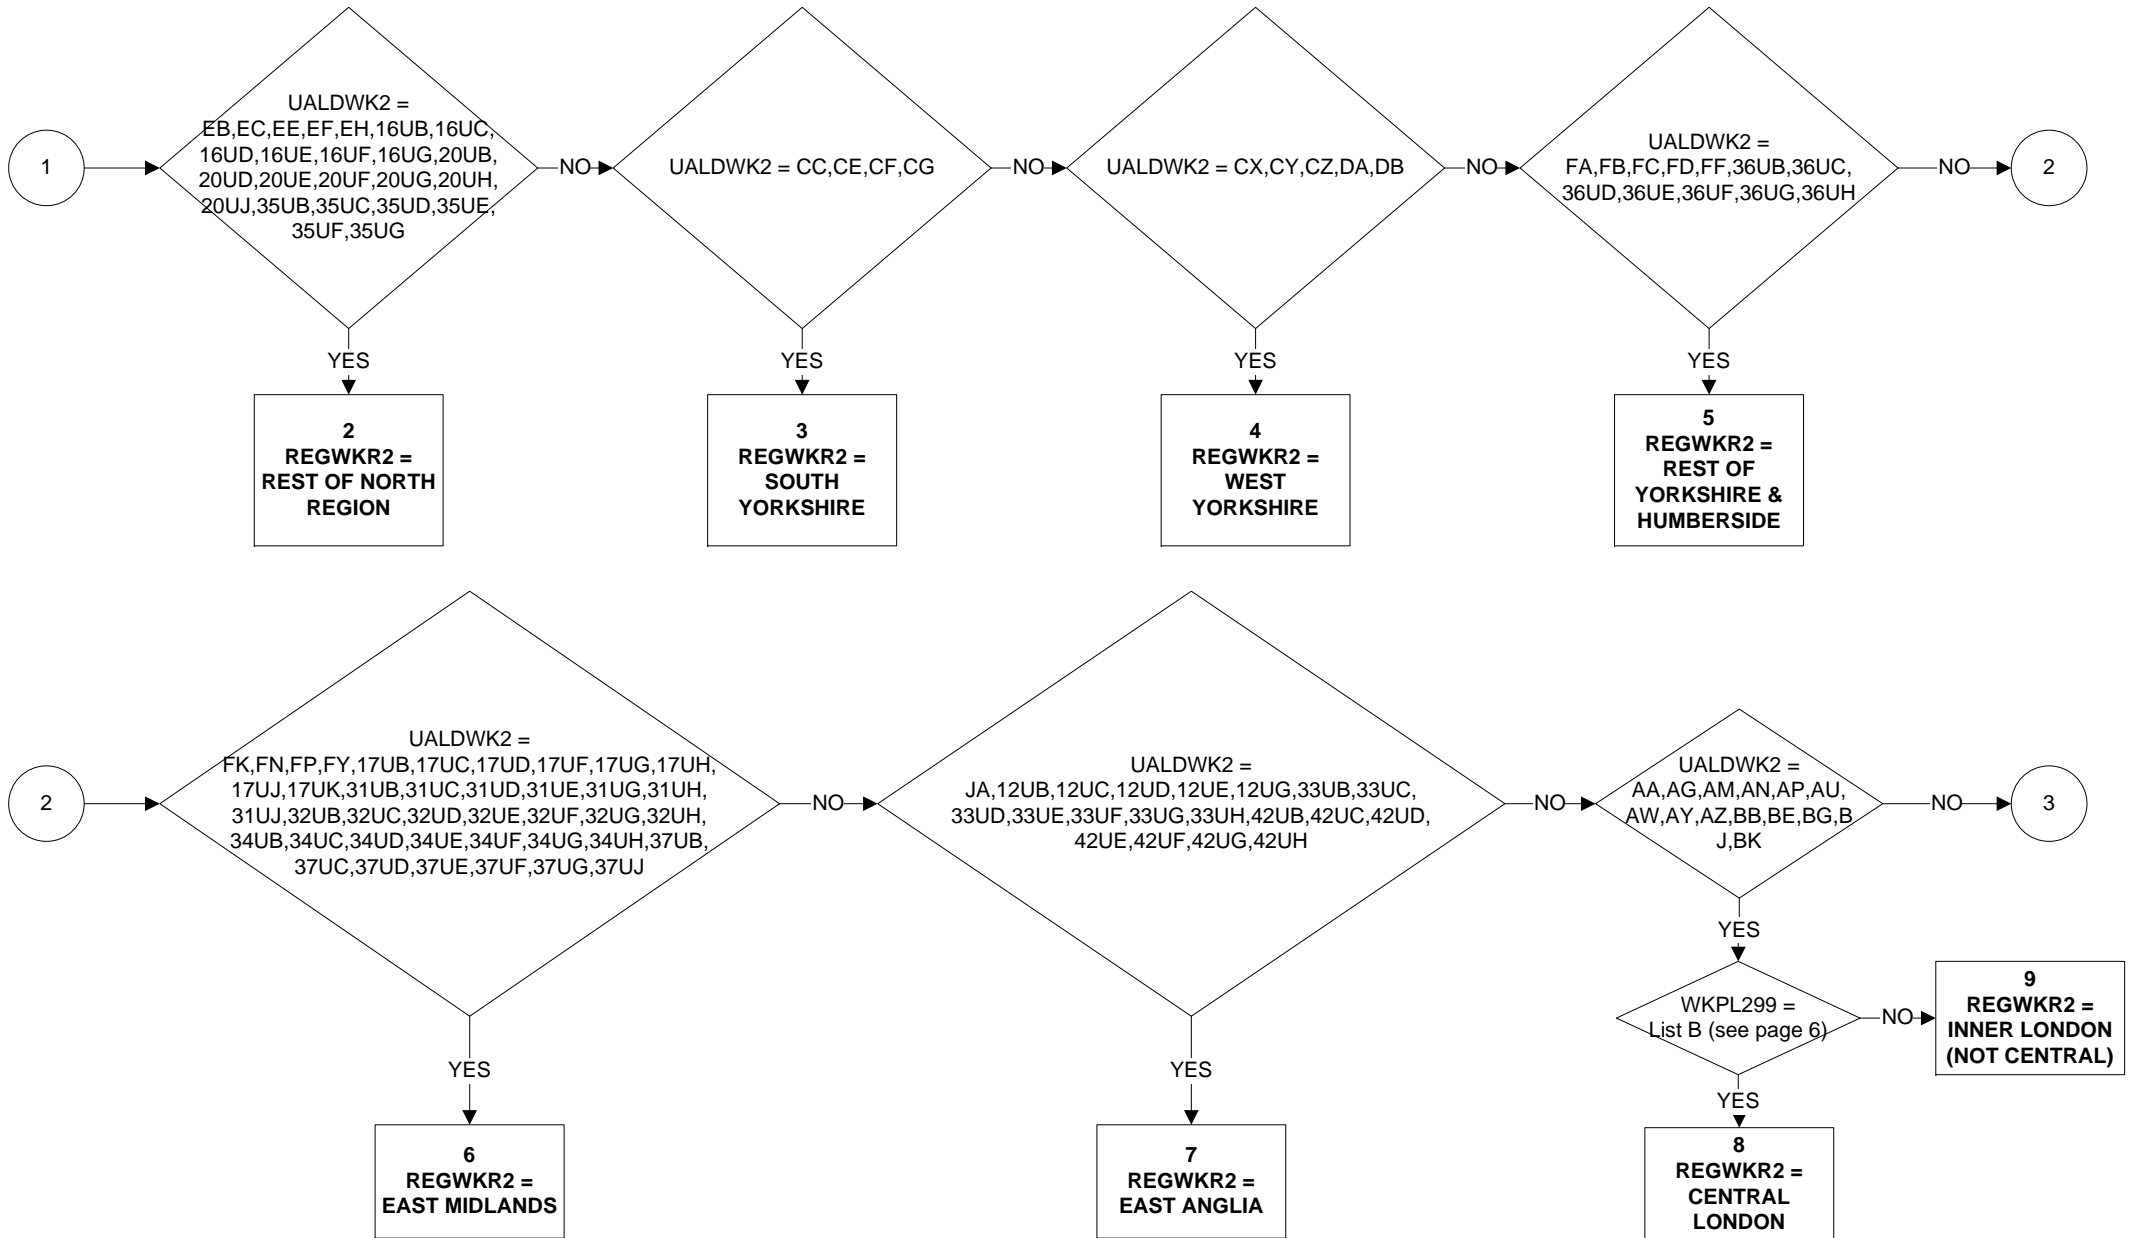 1
UALDWK2 =
EB,EC,EE,EF,EH,16UB,16UC,
16UD,16UE,16UF,16UG,20UB,
20UD,20UE,20UF,20UG,20UH,
20UJ,35UB,35UC,35UD,35UE,
35UF,35UG
NO
UALDWK2 = CC,CE,CF,CG
NO
UALDWK2 = CX,CY,CZ,DA,DB
NO
UALDWK2 =
FA,FB,FC,FD,FF,36UB,36UC,
36UD,36UE,36UF,36UG,36UH
NO
2
YES
YES
YES
YES
2
REGWKR2 =
REST OF NORTH
REGION
3
REGWKR2 =
SOUTH
YORKSHIRE
4
REGWKR2 =
WEST
YORKSHIRE
5
REGWKR2 =
REST OF
YORKSHIRE &
HUMBERSIDE
2
UALDWK2 =
FK,FN,FP,FY,17UB,17UC,17UD,17UF,17UG,17UH,
17UJ,17UK,31UB,31UC,31UD,31UE,31UG,31UH,
31UJ,32UB,32UC,32UD,32UE,32UF,32UG,32UH,
34UB,34UC,34UD,34UE,34UF,34UG,34UH,37UB,
37UC,37UD,37UE,37UF,37UG,37UJ
NO
UALDWK2 =
JA,12UB,12UC,12UD,12UE,12UG,33UB,33UC,
33UD,33UE,33UF,33UG,33UH,42UB,42UC,42UD,
42UE,42UF,42UG,42UH
NO
UALDWK2 =
AA,AG,AM,AN,AP,AU,
AW,AY,AZ,BB,BE,BG,B
J,BK
NO
3
YES
WKPL299 =
List B (see page 6)
NO
9
REGWKR2 =
INNER LONDON
(NOT CENTRAL)
YES
YES
YES
6
REGWKR2 =
EAST MIDLANDS
7
REGWKR2 =
EAST ANGLIA
8
REGWKR2 =
CENTRAL
LONDON